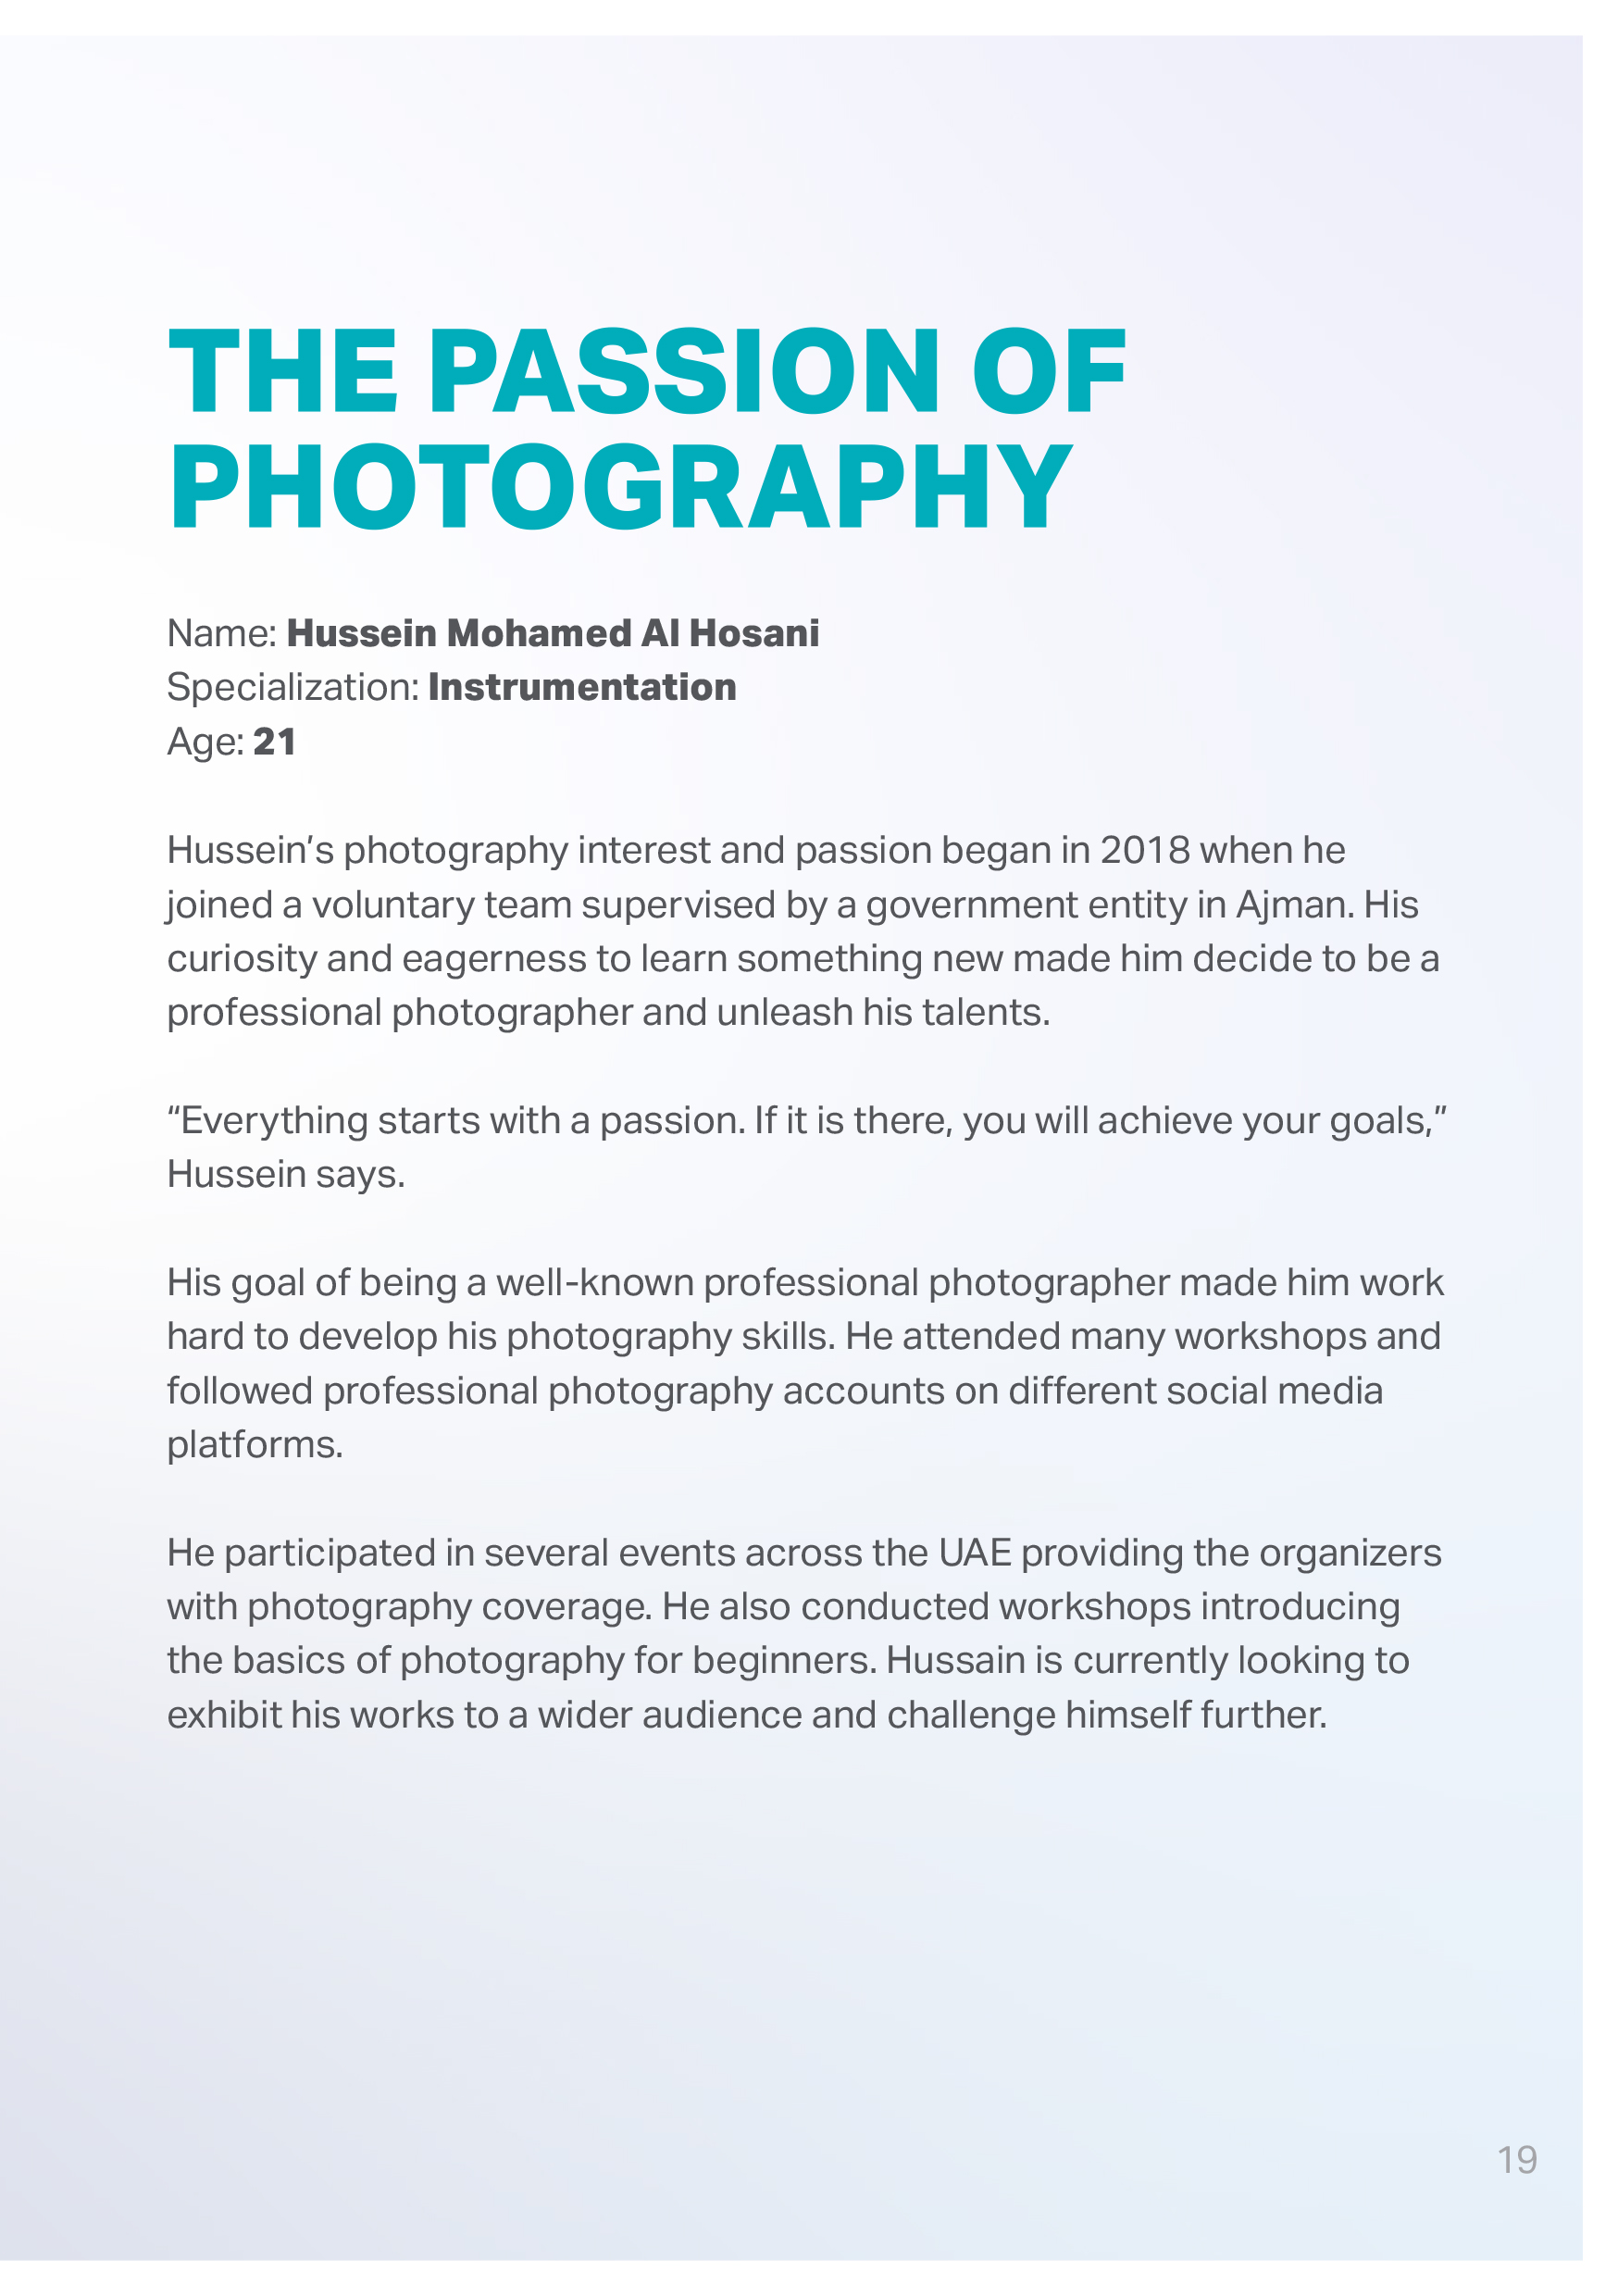 THE PASSION OF
PHOTOGRAPHY
Name: Hussein Mohamed Al Hosani
Specialization: Instrumentation
Age: 21
Hussein’s photography interest and passion began in 2018 when he
joined a voluntary team supervised by a government entity in Ajman. His
curiosity and eagerness to learn something new made him decide to be a
professional photographer and unleash his talents.
“Everything starts with a passion. If it is there, you will achieve your goals,”
Hussein says.
His goal of being a well-known professional photographer made him work
hard to develop his photography skills. He attended many workshops and
followed professional photography accounts on different social media
platforms.
He participated in several events across the UAE providing the organizers
with photography coverage. He also conducted workshops introducing
the basics of photography for beginners. Hussain is currently looking to
exhibit his works to a wider audience and challenge himself further.
19